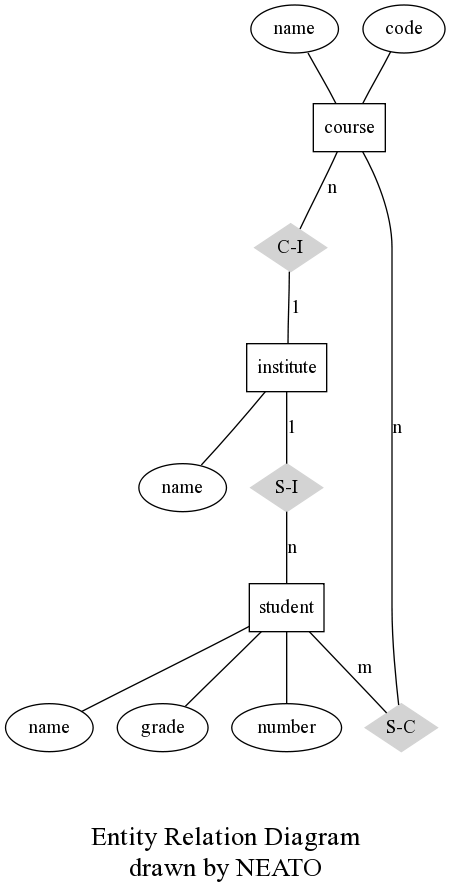 name
code
course
n
C-I
1
institute
1
n
name
S-I
n
student
m
name
grade
number
S-C
Entity Relation Diagram
drawn by NEATO